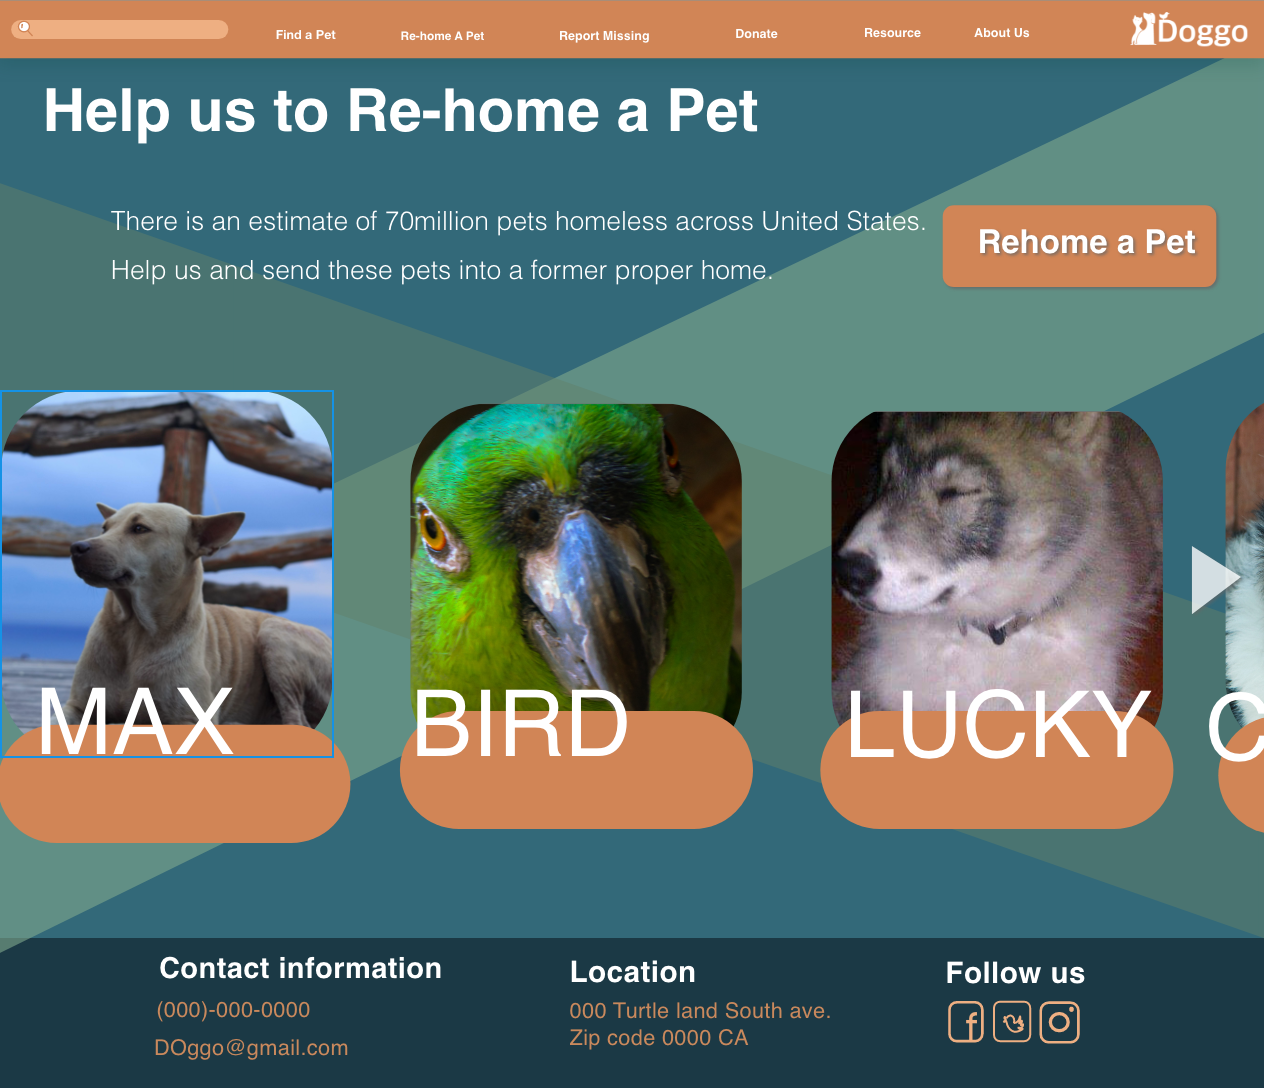 Find a Pet
Re-home A Pet
Report Missing
Donate
Resource
About Us
Doggo
Help us to Re-home a Pet
There is an estimate of 70million pets homeless across United States.
Help us and send these pets into a former proper home.
Rehome a Pet
MAX
BIRD
LUCKY
C
Contact information
(000)-000-0000
DOggo@gmail.com
Location
000 Turtle land South ave.
Zip code 0000 CA
Follow us